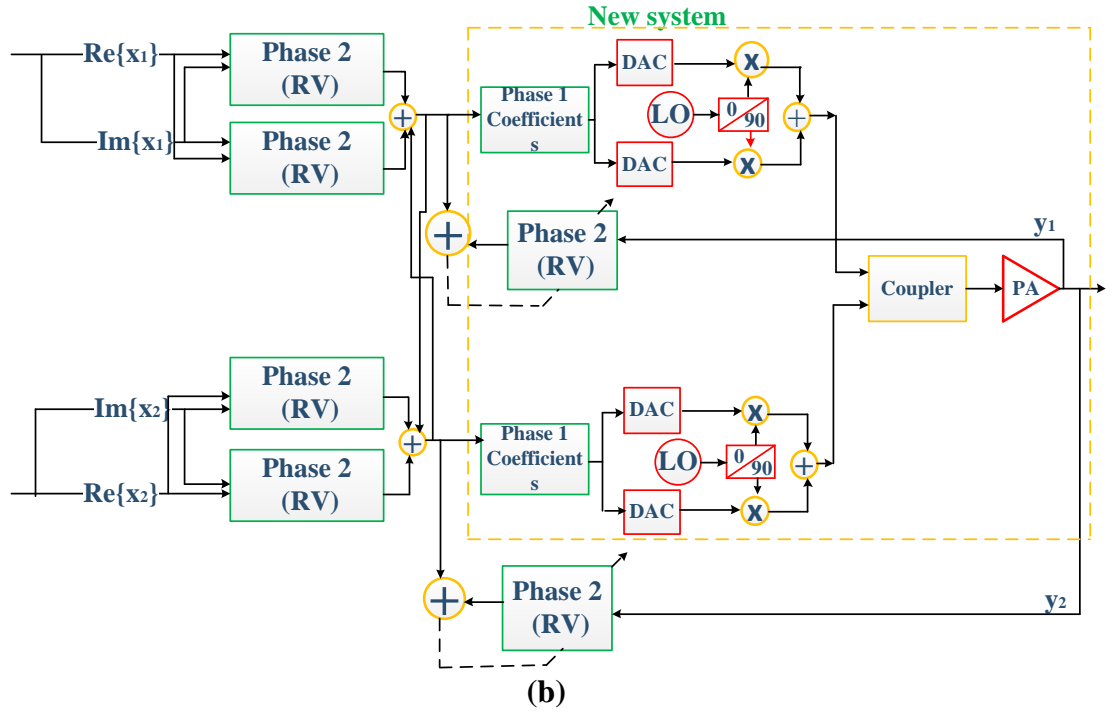 New system
Re{x1}
Im{x1}
Phase 2
(RV)
Phase 2
(RV)
+
Phase 1
Coefficient
s
DAC
DAC
LO
0
90
X
X
+
+
Phase 2
(RV)
y1
Coupler
PA
Im{x2}
Re{x2}
Phase 2
(RV)
Phase 2
(RV)
+
Phase 1
Coefficient
s
DAC
DAC
LO
0
90
X
X
+
+
Phase 2
(RV)
y2
(b)